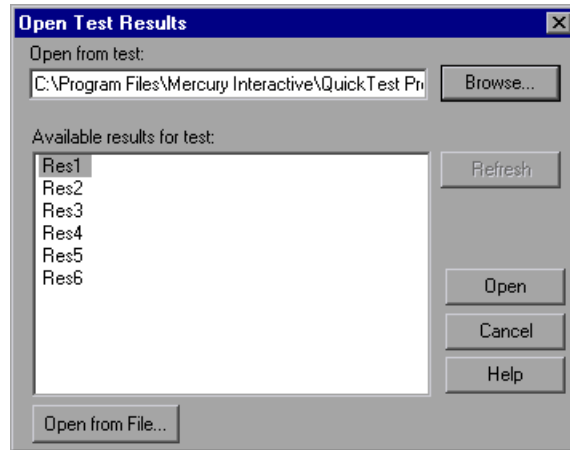 Open Test Results
Open from test:
C:\Program Files\Mercury Interactive\QuickTest Pr
Browse...
Available results for test:
Res1
Res2
Res3
Res4
Res5
Res6
Refresh
Open
Cancel
Help
Open from File...